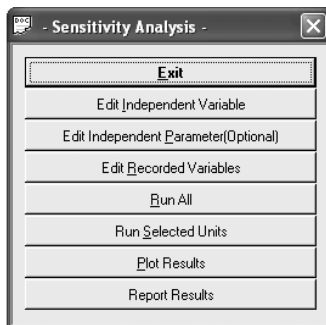 DOC
- Sensitivity Analysis -
Exit
Edit Independent Variable
Edit Independent Parameter(Optional)
Edit Recorded Variables
Run All
Run Selected Units
Plot Results
Report Results